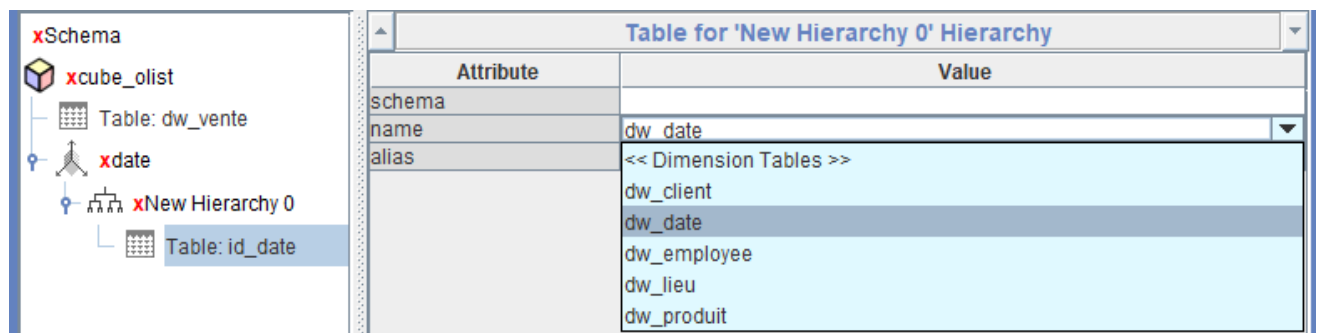 xSchema
xcube_olist
Table: dw_vente
xdate
xNew Hierarchy 0
Table: id_date
Table for 'New Hierarchy 0' Hierarchy
Attribute Value
schema
name dw_date
alias << Dimension Tables >>
dw_client
dw_date
dw_employee
dw_lieu
dw_produit